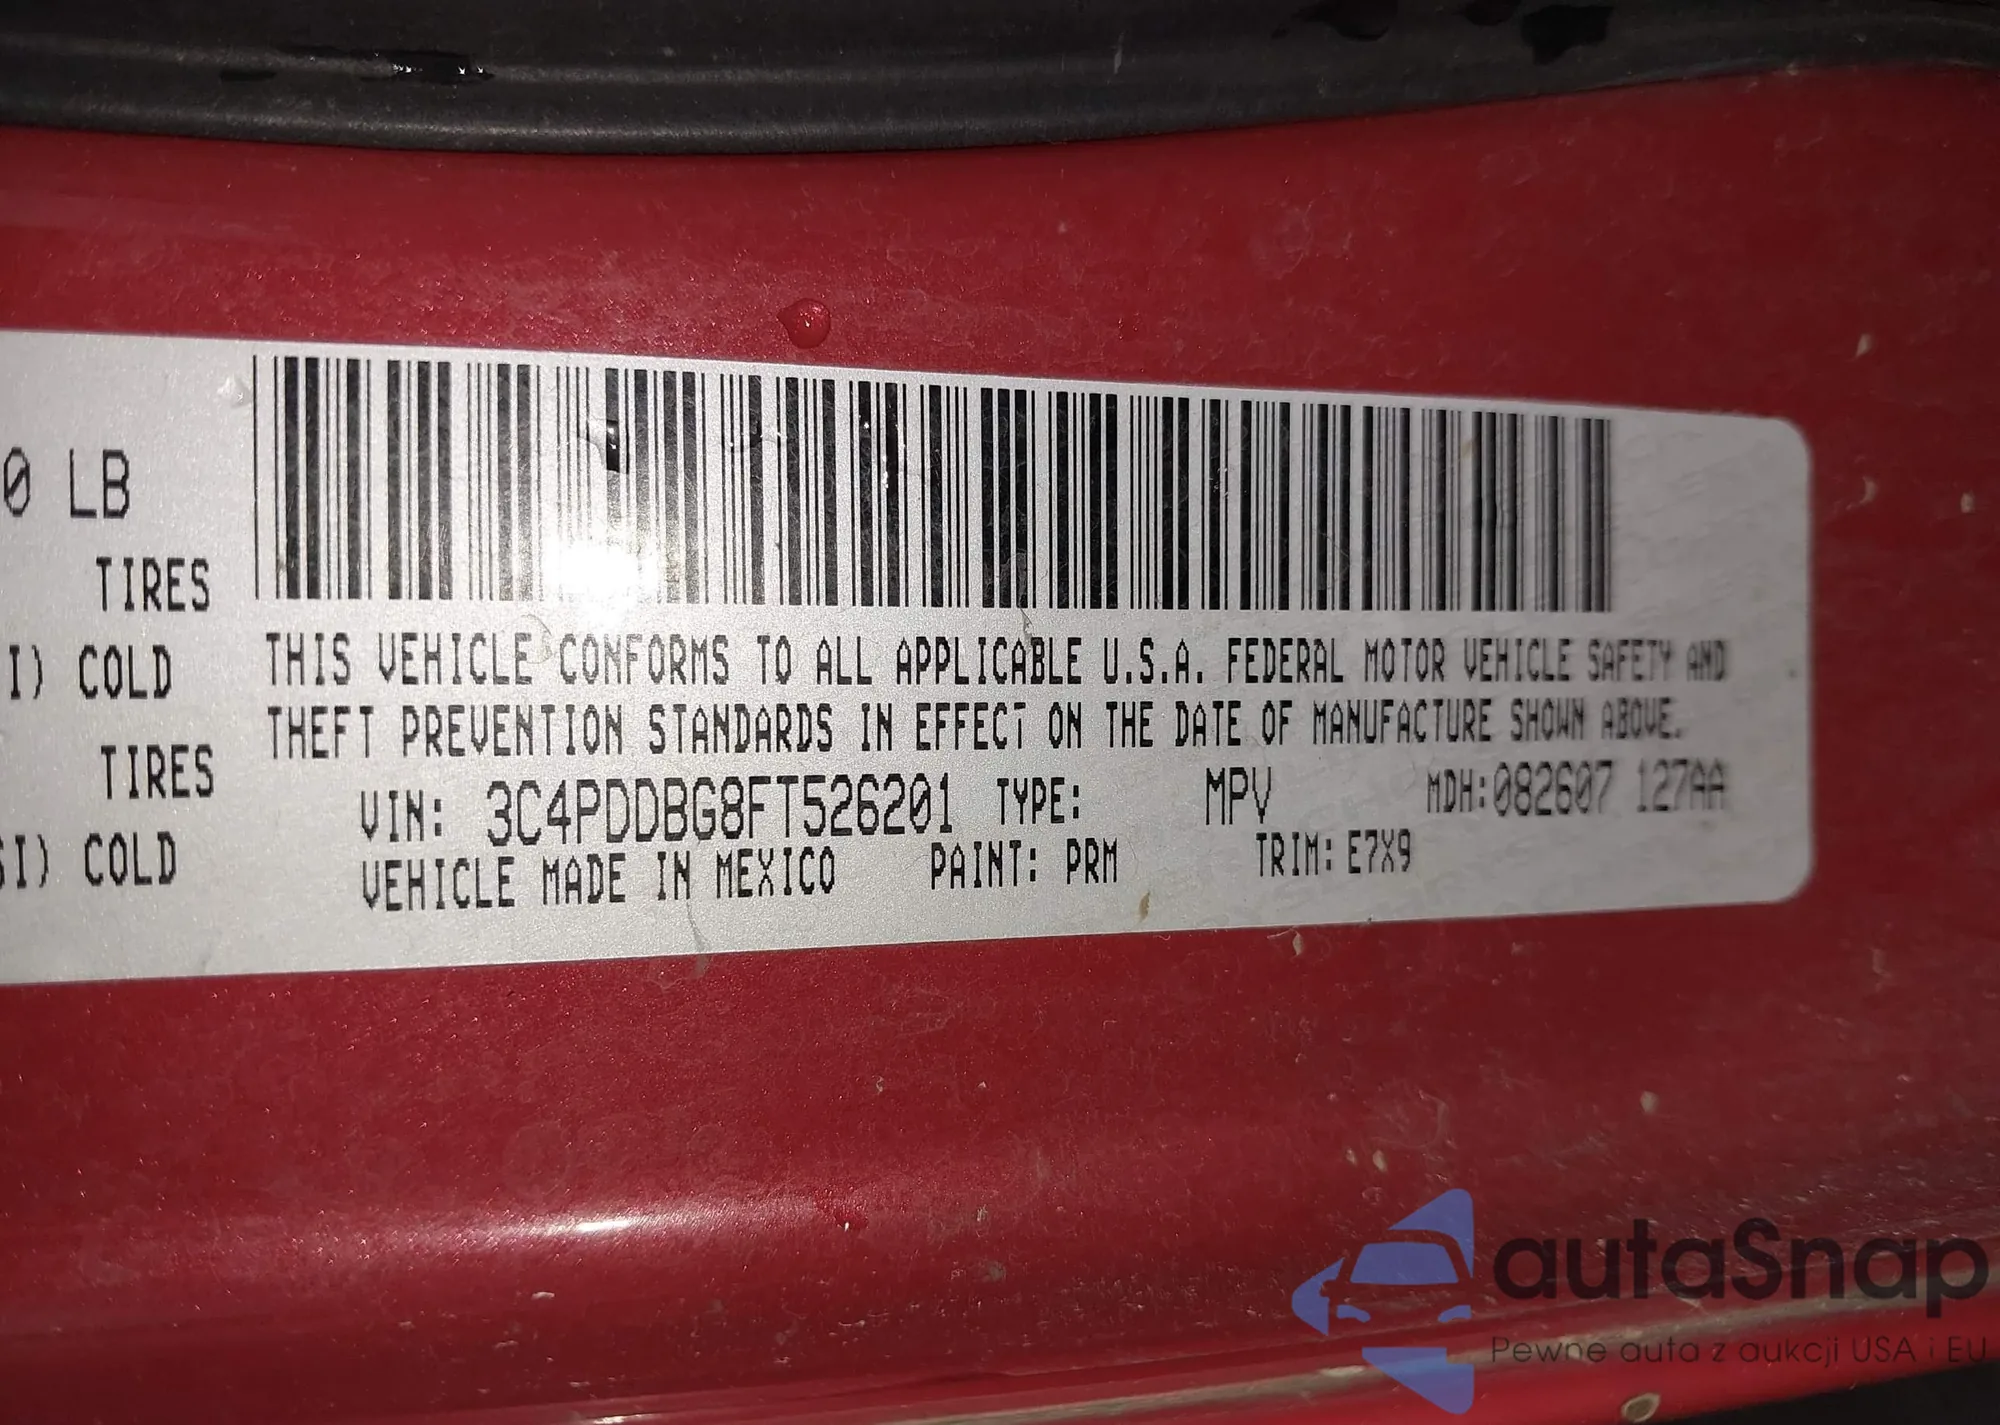 0 LB
TIRES
I) COLD
TIRES
SI) COLD
THIS VEHICLE CONFORMS TO ALL APPLICABLE U.S.A. FEDERAL MOTOR VEHICLE SAFETY AND
THEFT PREVENTION STANDARDS IN EFFECT ON THE DATE OF MANUFACTURE SHOWN ABOVE.
VIN: 3C4PDDBG8FT526201 TYPE: MPV MDH:082607 127AA
VEHICLE MADE IN MEXICO PAINT: PRM TRIM: E7X9
autaSnap
Pewne auta z aukcji USA i EU